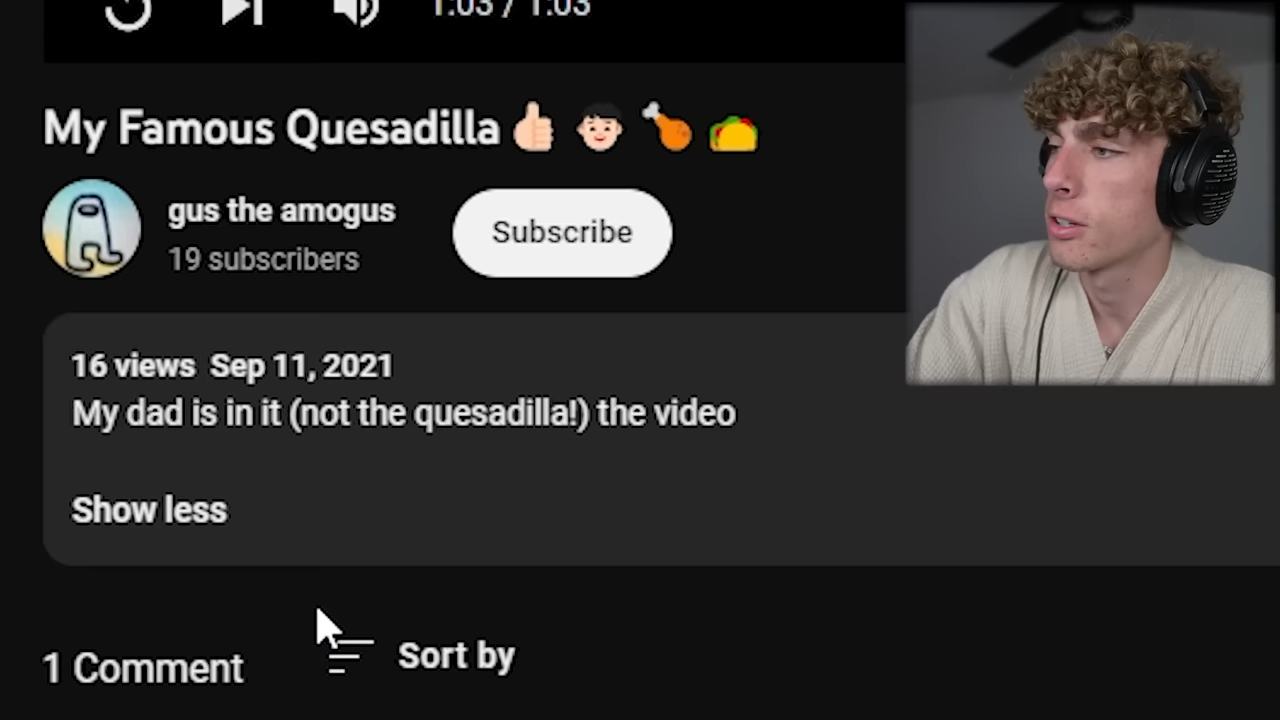 1:03 / 1:03
My Famous Quesadilla 👍🏻 👦🏻 🍗 🌮
gus the amogus
19 subscribers
Subscribe
16 views Sep 11, 2021
My dad is in it (not the quesadilla!) the video
Show less
1 Comment
Sort by